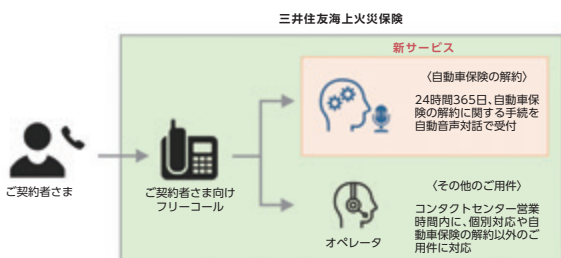 三井住友海上火災保険
新サービス
〈自動車保険の解約〉
24時間365日、自動車保
険の解約に関する手続を
自動音声対話で受付
ご契約者さま
ご契約者さま向け
フリーコール
オペレータ
〈その他のご用件〉
コンタクトセンター営業
時間内に、個別対応や自
動車保険の解約以外のご
用件に対応